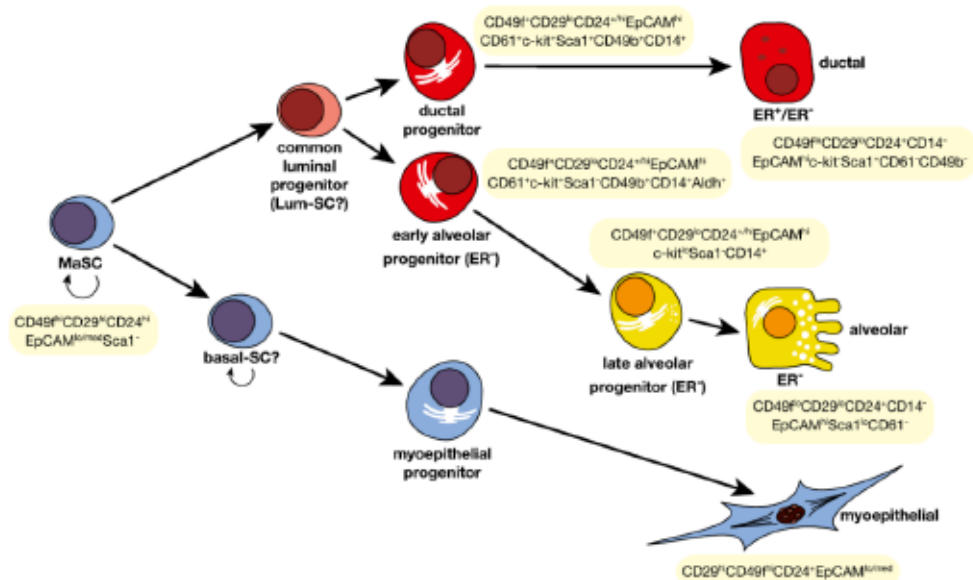 CD49f⁺CD29ˡᵒCD24⁺/ʰⁱEpCAMʰⁱ
CD61⁺c-kit⁺Sca1⁺CD49b⁺CD14⁺
ductal
progenitor
ductal
ER⁺/ER⁻
CD49fˡᵒCD29ˡᵒCD24⁺CD14⁻
EpCAMʰⁱc-kit⁻Sca1⁺CD61⁻CD49b⁻
common
luminal
progenitor
(Lum-SC?)
CD49f⁺CD29ˡᵒCD24⁺/ʰⁱEpCAMʰⁱ
CD61⁺c-kit⁺Sca1⁻CD49b⁺CD14⁺Aldh⁺
early alveolar
progenitor (ER⁻)
MaSC
CD49fʰⁱCD29ʰⁱCD24ʰⁱ
EpCAMˡᵒ/ᵐᵉᵈSca1⁻
CD49f⁺CD29ˡᵒCD24⁺/ʰⁱEpCAMʰⁱ
c-kitˡᵒSca1⁻CD14⁺
late alveolar
progenitor (ER⁻)
alveolar
ER⁻
CD49fˡᵒCD29ˡᵒCD24⁺CD14⁻
EpCAMʰⁱSca1ˡᵒCD61⁻
basal-SC?
myoepithelial
progenitor
myoepithelial
CD29ʰⁱCD49fʰⁱCD24⁺EpCAMˡᵒ/ᵐᵉᵈ